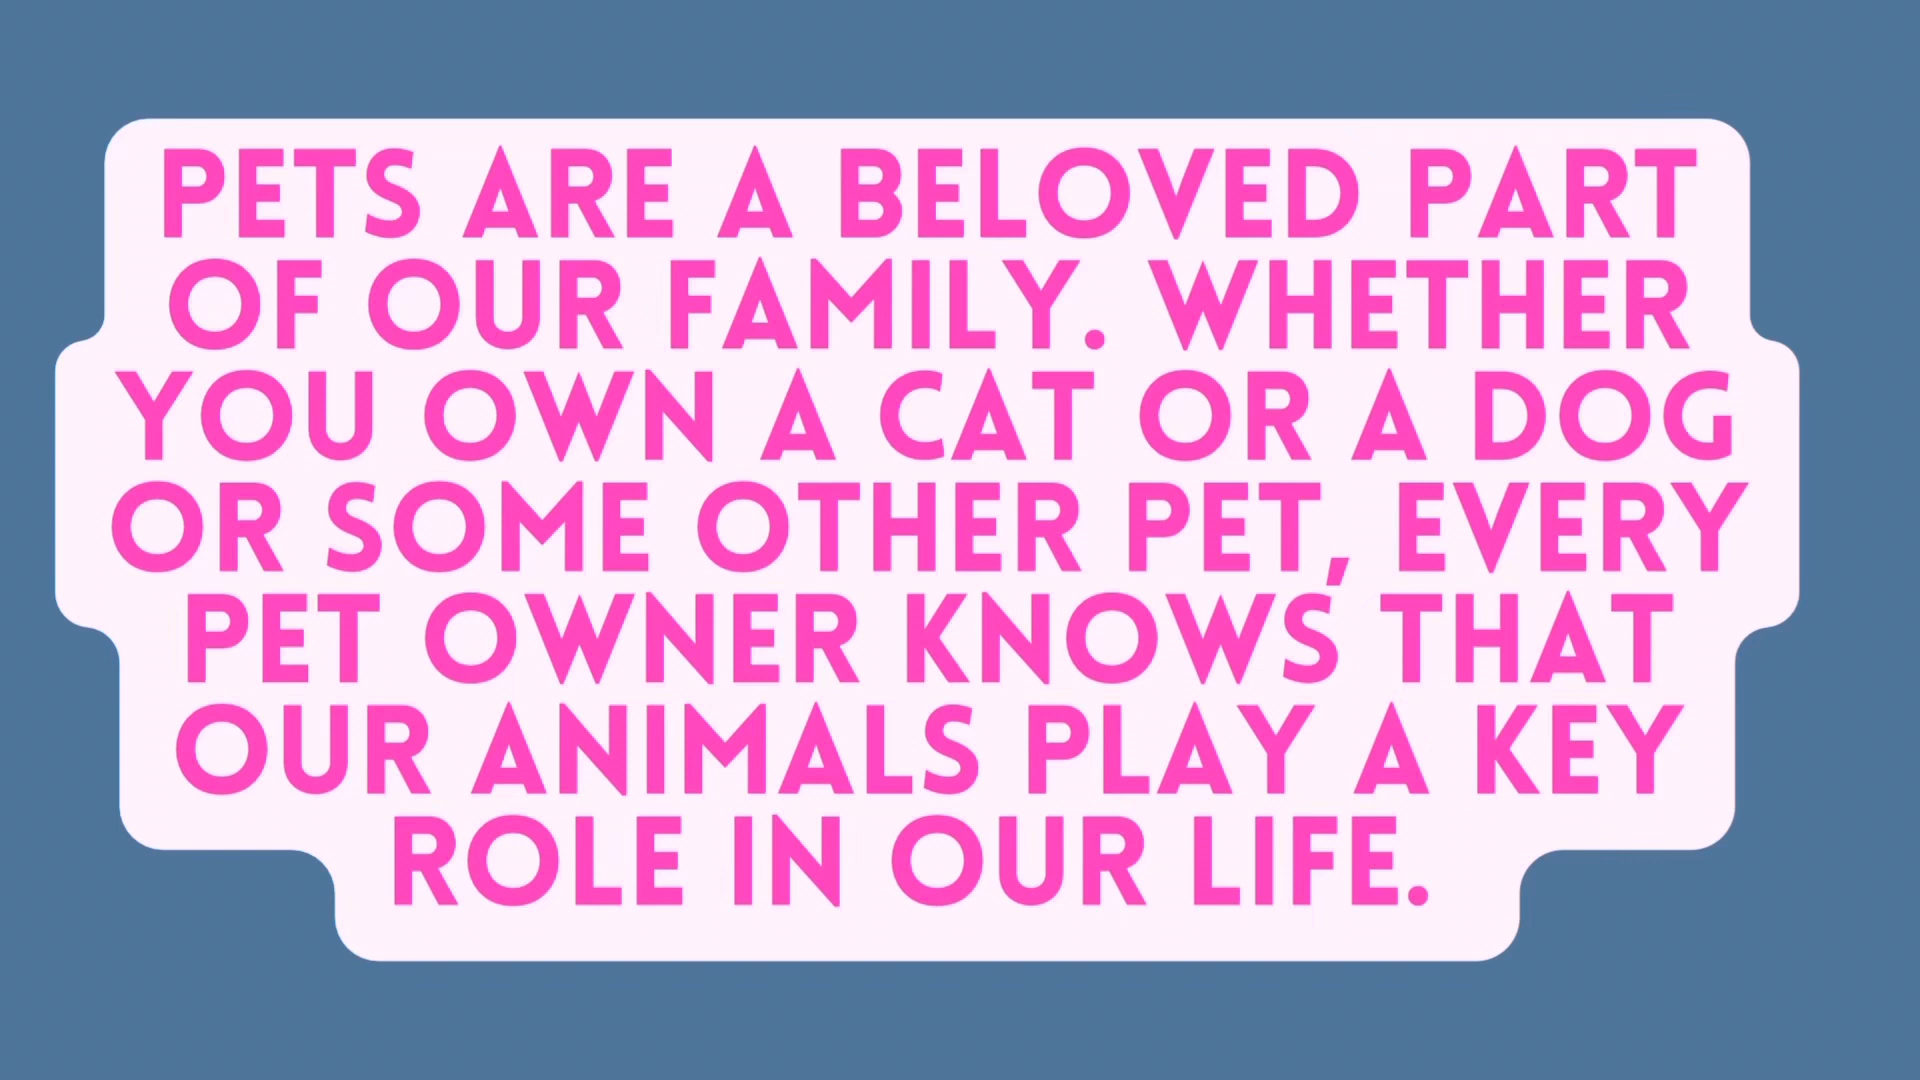 PETS ARE A BELOVED PART
OF OUR FAMILY. WHETHER
YOU OWN A CAT OR A DOG
OR SOME OTHER PET, EVERY
PET OWNER KNOWS THAT
OUR ANIMALS PLAY A KEY
ROLE IN OUR LIFE.